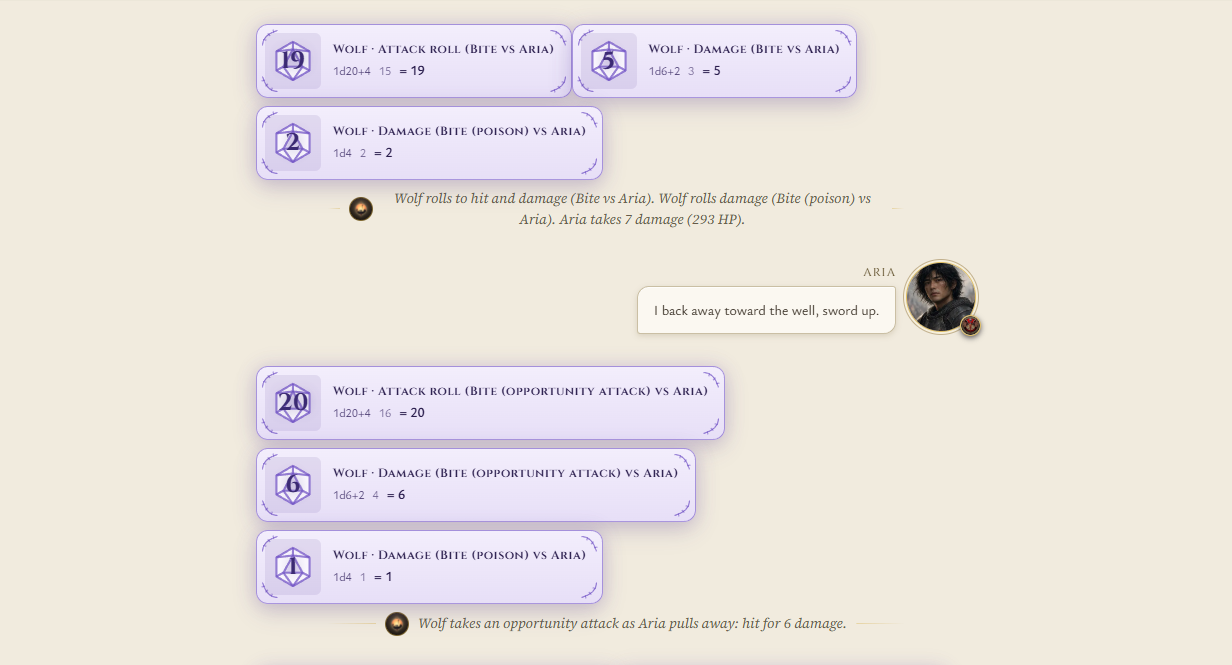 19
Wolf · Attack roll (Bite vs Aria)
1d20+4 15 = 19
5
Wolf · Damage (Bite vs Aria)
1d6+2 3 = 5
2
Wolf · Damage (Bite (poison) vs Aria)
1d4 2 = 2
Wolf rolls to hit and damage (Bite vs Aria). Wolf rolls damage (Bite (poison) vs
Aria). Aria takes 7 damage (293 HP).
ARIA
I back away toward the well, sword up.
20
Wolf · Attack roll (Bite (opportunity attack) vs Aria)
1d20+4 16 = 20
6
Wolf · Damage (Bite (opportunity attack) vs Aria)
1d6+2 4 = 6
1
Wolf · Damage (Bite (poison) vs Aria)
1d4 1 = 1
Wolf takes an opportunity attack as Aria pulls away: hit for 6 damage.